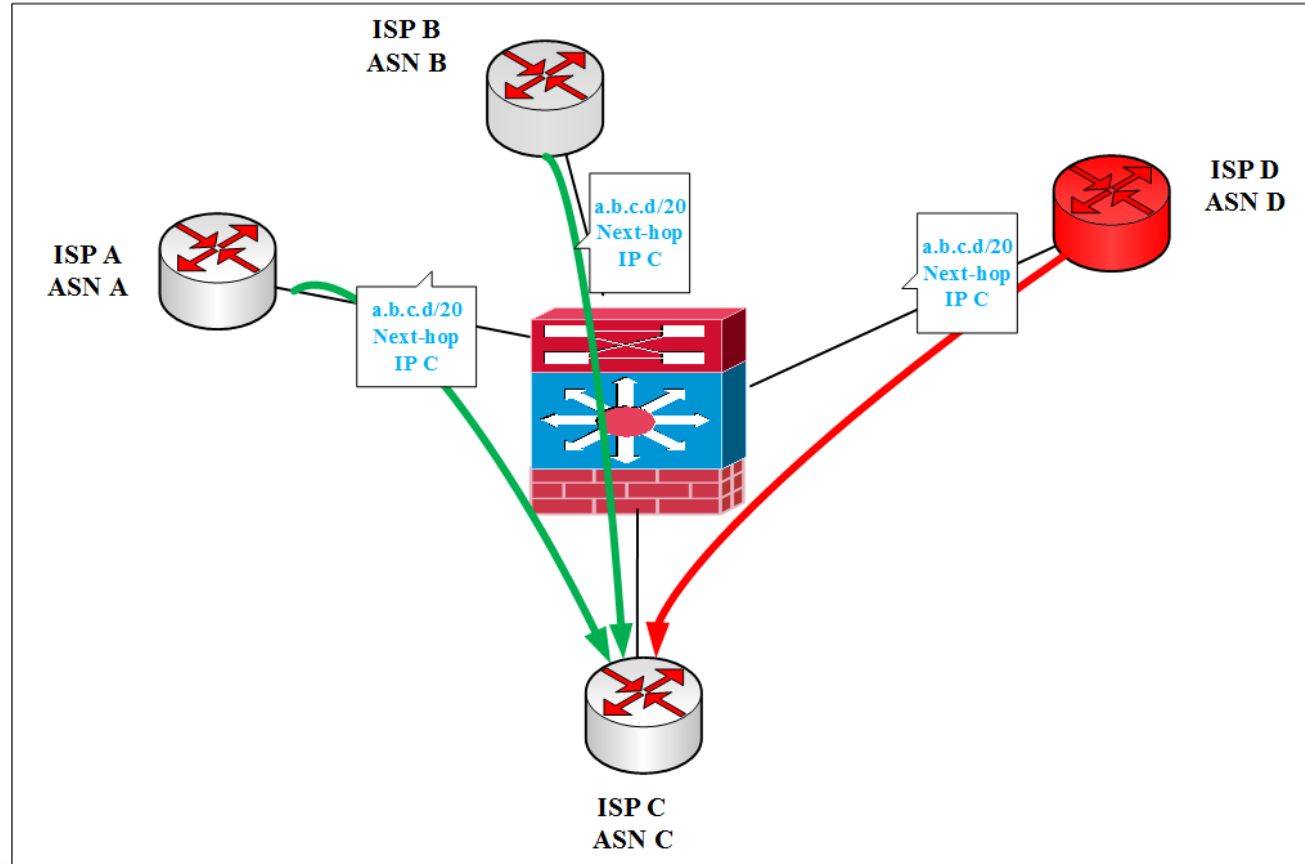 ISP B
ASN B
ISP D
ASN D
ISP A
ASN A
a.b.c.d/20
Next-hop
IP C
a.b.c.d/20
Next-hop
IP C
a.b.c.d/20
Next-hop
IP C
ISP C
ASN C